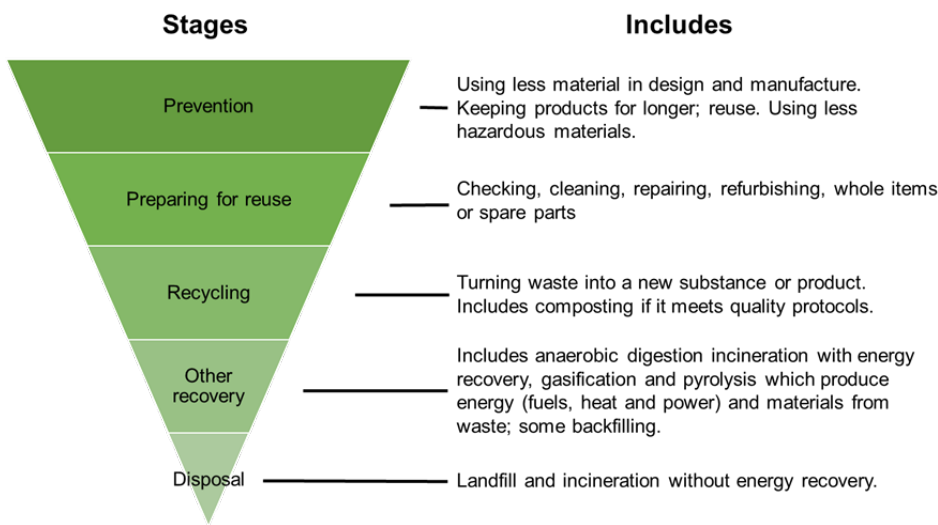 Stages
Includes
Prevention
Using less material in design and manufacture.
Keeping products for longer; reuse. Using less
hazardous materials.
Preparing for reuse
Checking, cleaning, repairing, refurbishing, whole items
or spare parts
Recycling
Turning waste into a new substance or product.
Includes composting if it meets quality protocols.
Other
recovery
Includes anaerobic digestion incineration with energy
recovery, gasification and pyrolysis which produce
energy (fuels, heat and power) and materials from
waste; some backfilling.
Disposal
Landfill and incineration without energy recovery.